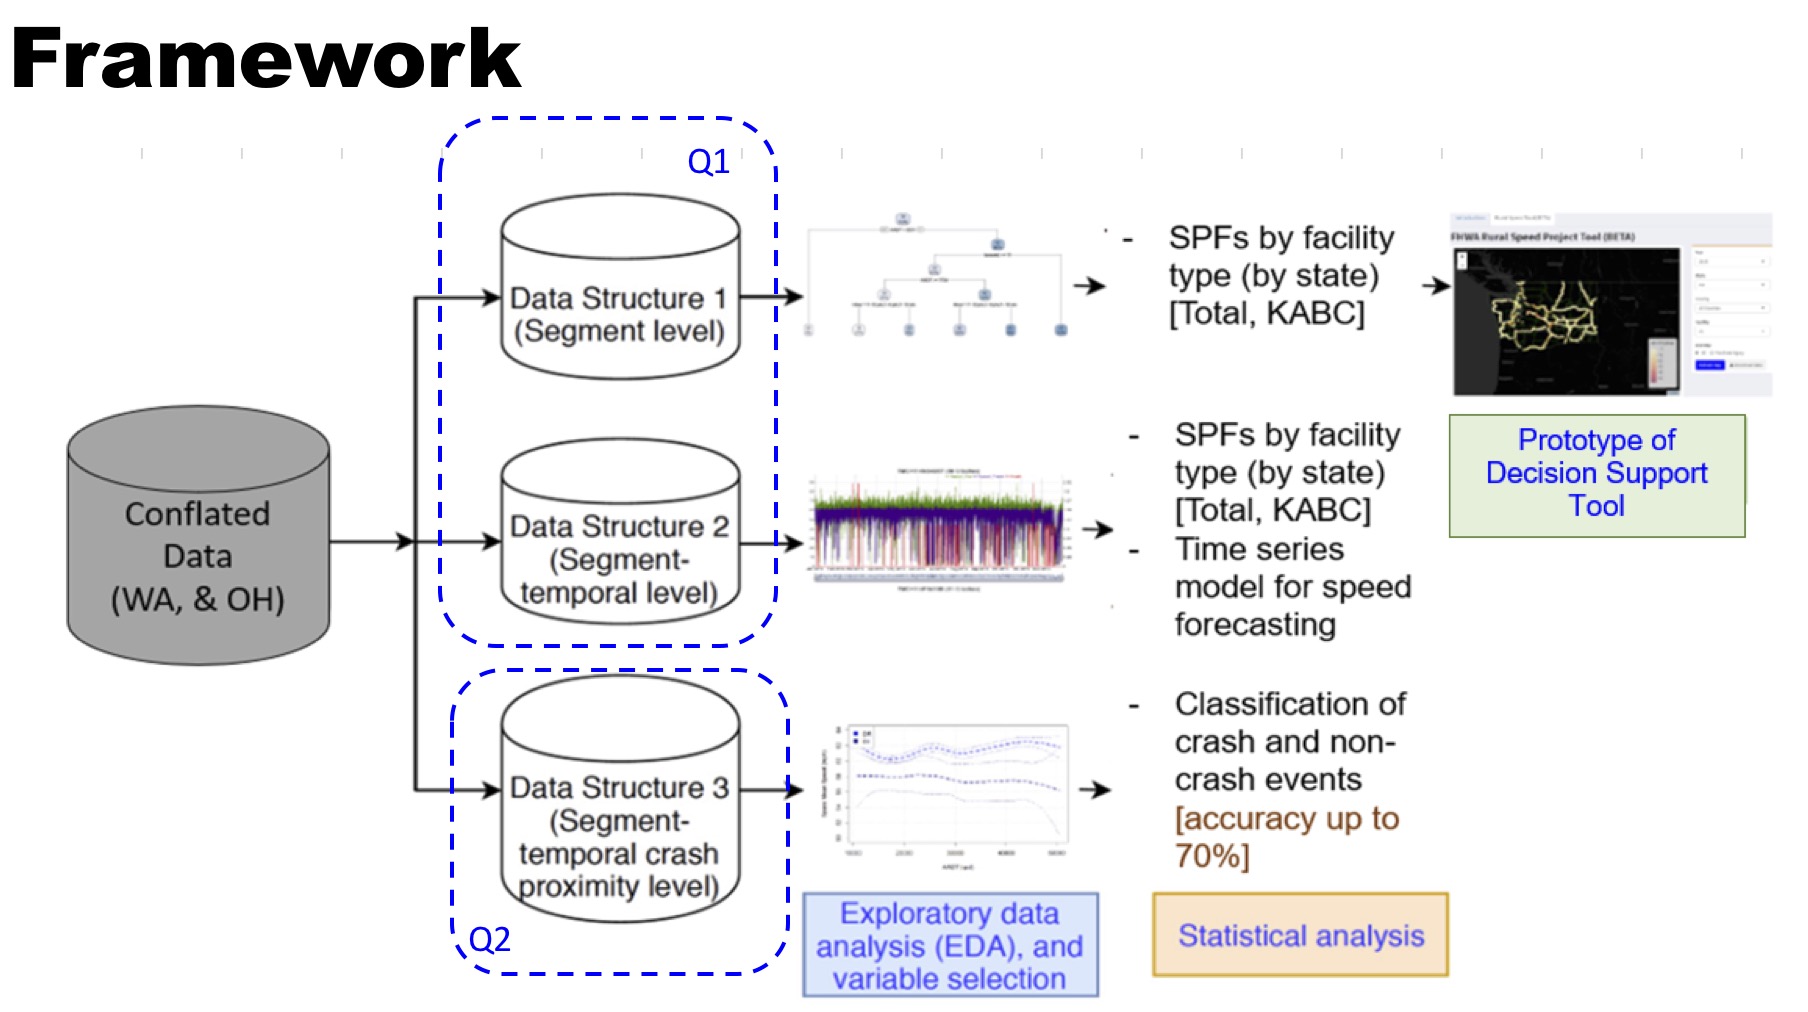 Framework
Q1
Conflated
Data
(WA, & OH)
Data Structure 1
(Segment level)
- SPFs by facility
type (by state)
[Total, KABC]
FHWA Rural Speed Project Tool (BETA)
Prototype of
Decision Support
Tool
Data Structure 2
(Segment-
temporal level)
- SPFs by facility
type (by state)
[Total, KABC]
- Time series
model for speed
forecasting
Data Structure 3
(Segment-
temporal crash
proximity level)
Q2
- Classification of
crash and non-
crash events
[accuracy up to
70%]
Exploratory data
analysis (EDA), and
variable selection
Statistical analysis